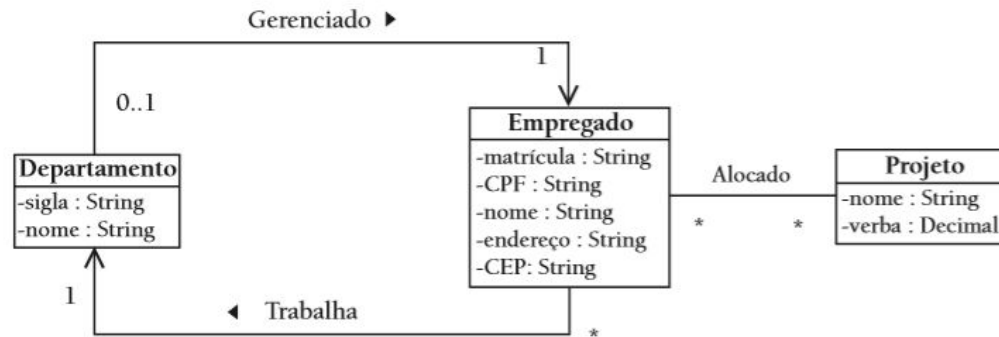 Gerenciado ▶
1
0..1
Empregado
-matrícula : String
-CPF : String
-nome : String
-endereço : String
-CEP: String
Departamento
-sigla : String
-nome : String
Alocado
* *
Projeto
-nome : String
-verba : Decimal
1
◀ Trabalha
*